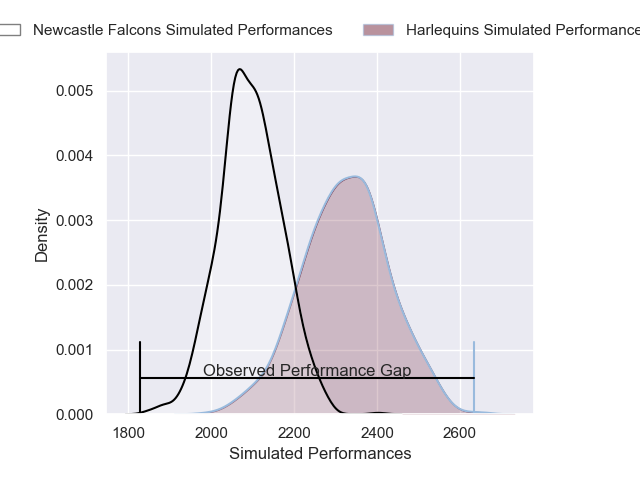 Newcastle Falcons Simulated Performances
Harlequins Simulated Performance
0.005
0.004
0.003
0.002
0.001
0.000
Density
Observed Performance Gap
1800 2000 2200 2400 2600
Simulated Performances